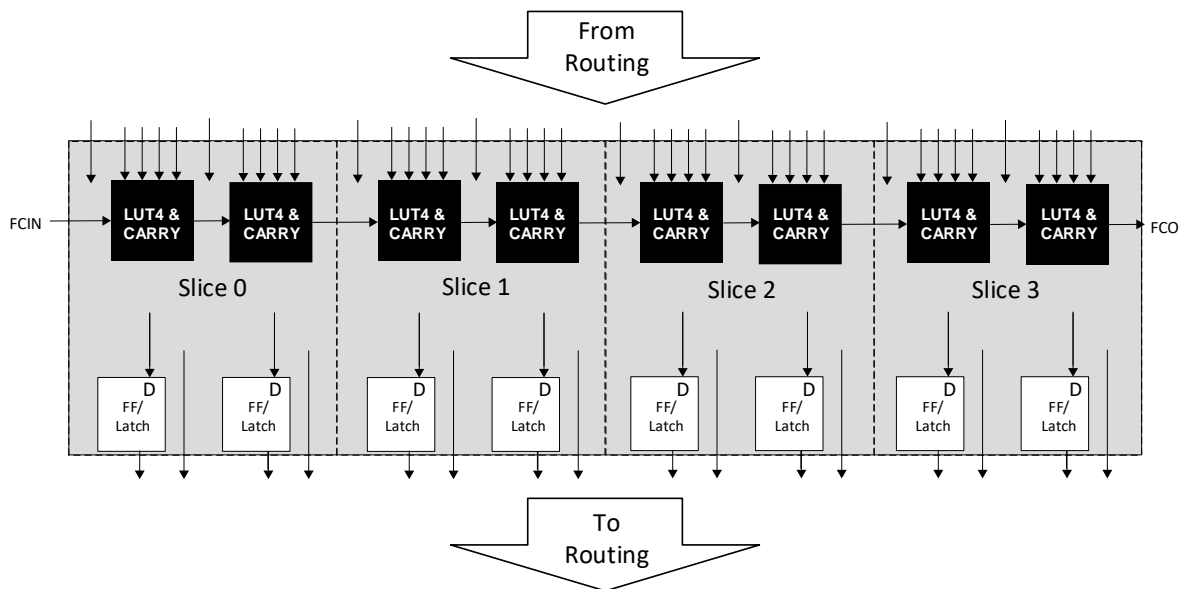 From
Routing
FCIN
LUT4 &
CARRY
LUT4 &
CARRY
LUT4 &
CARRY
LUT4 &
CARRY
LUT4 &
CARRY
LUT4 &
CARRY
LUT4 &
CARRY
LUT4 &
CARRY
FCO
Slice 0
Slice 1
Slice 2
Slice 3
D
FF/
Latch
D
FF/
Latch
D
FF/
Latch
D
FF/
Latch
D
FF/
Latch
D
FF/
Latch
D
FF/
Latch
D
FF/
Latch
To
Routing